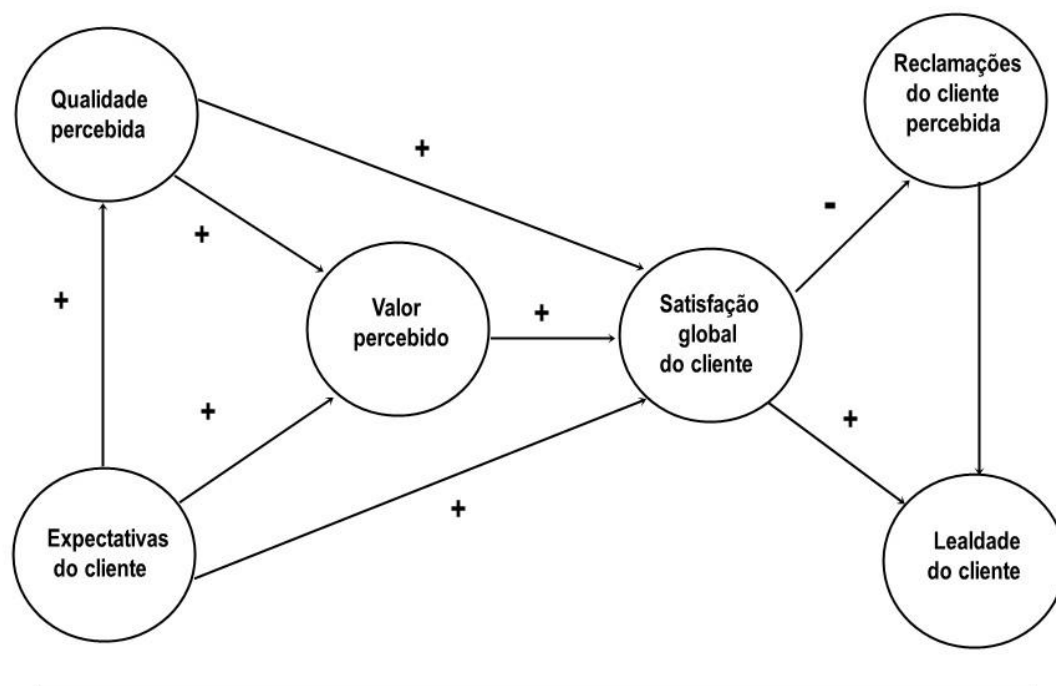 Qualidade
percebida
Reclamações
do cliente
percebida
+
-
+
+
Valor
percebido
+
Satisfação
global
do cliente
+
+
+
Expectativas
do cliente
Lealdade
do cliente